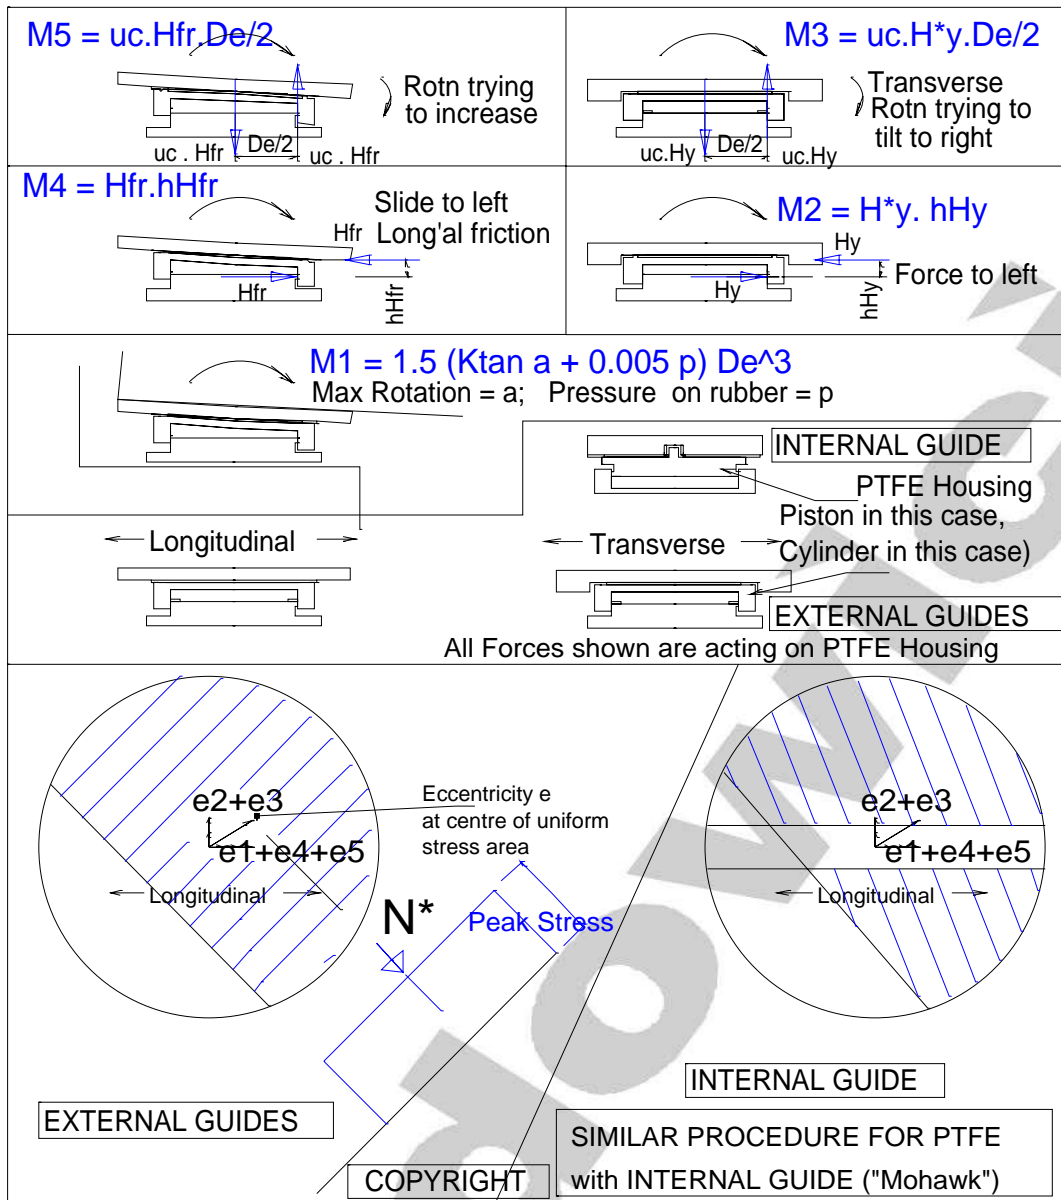 M5 = uc.Hfr.De/2
Rotn trying
to increase
De/2
uc . Hfr
uc . Hfr
M3 = uc.H*y.De/2
Transverse
Rotn trying to
tilt to right
De/2
uc.Hy
uc.Hy
M4 = Hfr.hHfr
Slide to left
Long'al friction
Hfr
Hfr
hHfr
M2 = H*y. hHy
Hy
Force to left
Hy
hHy
M1 = 1.5 (Ktan a + 0.005 p) De^3
Max Rotation = a; Pressure on rubber = p
INTERNAL GUIDE
PTFE Housing
Piston in this case,
Cylinder in this case)
Longitudinal
Transverse
EXTERNAL GUIDES
All Forces shown are acting on PTFE Housing
e2+e3
e1+e4+e5
Longitudinal
Eccentricity e
at centre of uniform
stress area
N*
Peak Stress
e2+e3
e1+e4+e5
Longitudinal
EXTERNAL GUIDES
INTERNAL GUIDE
COPYRIGHT
SIMILAR PROCEDURE FOR PTFE
with INTERNAL GUIDE ("Mohawk")